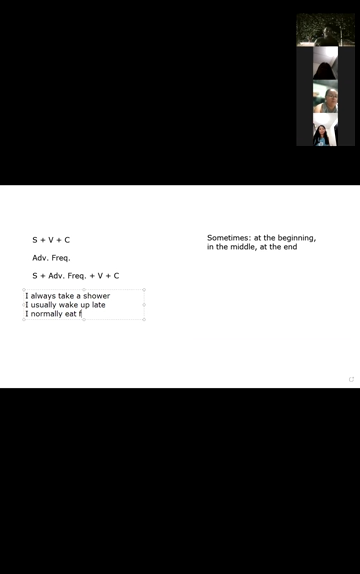 S + V + C
Adv. Freq.
S + Adv. Freq. + V + C
I always take a shower
I usually wake up late
I normally eat f
Sometimes: at the beginning,
in the middle, at the end
12